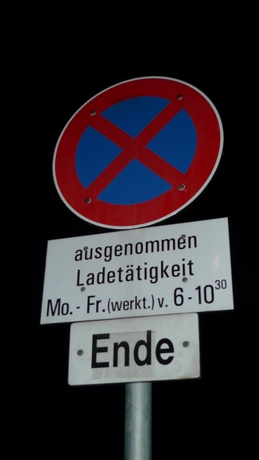 ausgenommen
Ladetätigkeit
Mo.- Fr. (werkt.) v. 6-10³⁰
Ende